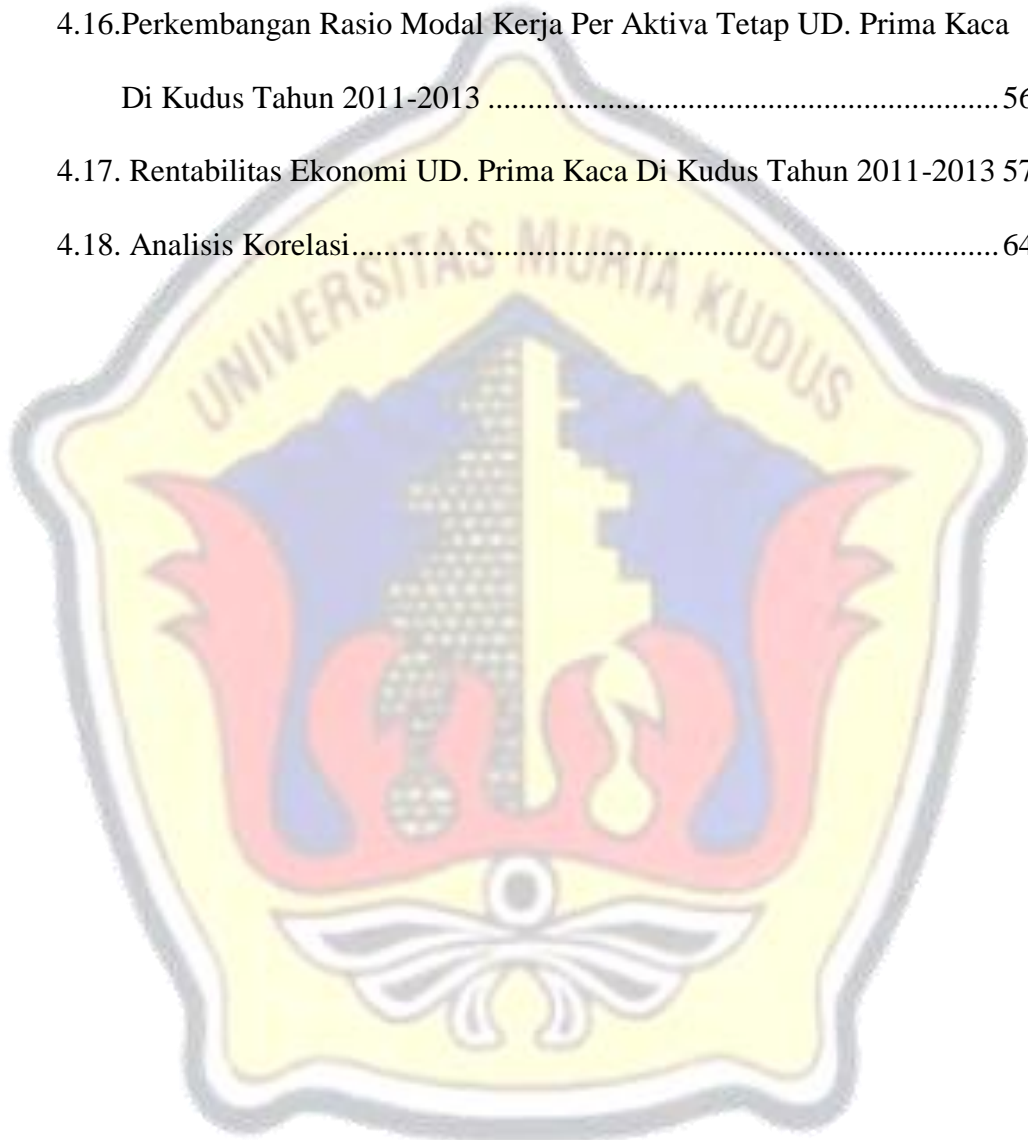 4.16.Perkembangan Rasio Modal Kerja Per Aktiva Tetap UD. Prima Kaca
Di Kudus Tahun 2011-2013 ................................................................. 56
4.17. Rentabilitas Ekonomi UD. Prima Kaca Di Kudus Tahun 2011-2013 57
4.18. Analisis Korelasi.................................................................................. 64
UNIVERSITAS MURIA KUDUS